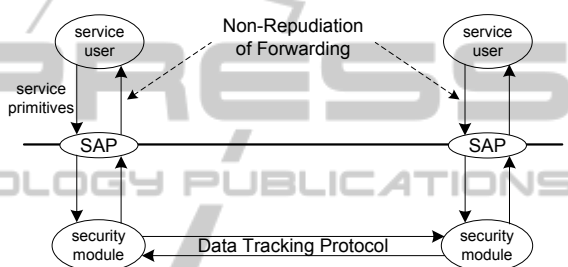 service
user
Non-Repudiation
of Forwarding
service
user
service
primitives
PRESS
SAP
SAP
OLOGY PUBLICATIONS
security
module
Data Tracking Protocol
security
module